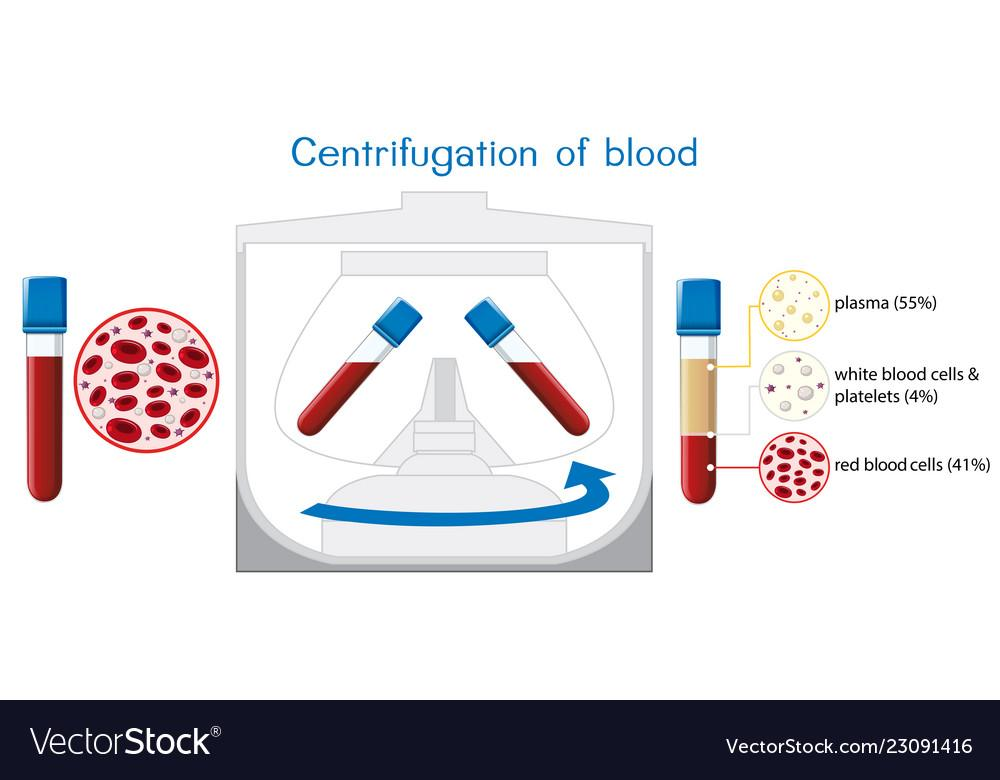 Centrifugation of blood
plasma (55%)
white blood cells &
platelets (4%)
red blood cells (41%)
VectorStock®
VectorStock.com/23091416